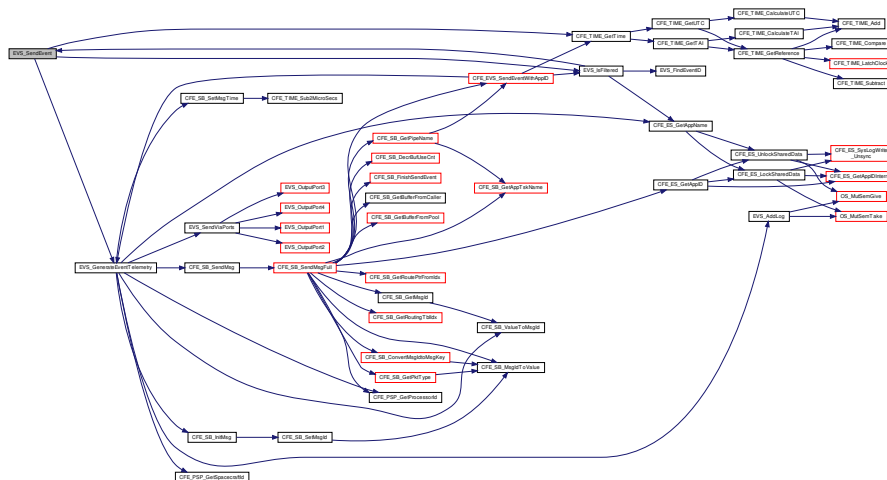 EVS_SendEvent
CFE_TIME_GetTime
CFE_TIME_GetUTC
CFE_TIME_GetTAI
CFE_TIME_CalculateUTC
CFE_TIME_CalculateTAI
CFE_TIME_GetReference
CFE_TIME_Add
CFE_TIME_Compare
CFE_TIME_LatchClock
CFE_TIME_Subtract
CFE_EVS_SendEventWithAppID
EVS_IsFiltered
EVS_FindEventID
CFE_SB_SetMsgTime
CFE_TIME_Sub2MicroSecs
CFE_SB_GetPipeName
CFE_SB_DecrBufUseCnt
CFE_SB_FinishSendEvent
CFE_SB_GetBufferFromCaller
CFE_SB_GetBufferFromPool
CFE_SB_GetAppTskName
CFE_ES_GetAppName
CFE_ES_GetAppID
CFE_ES_UnlockSharedData
CFE_ES_LockSharedData
CFE_ES_SysLogWrite
_Unsync
CFE_ES_GetAppIDInternal
OS_MutSemGive
OS_MutSemTake
EVS_AddLog
EVS_OutputPort3
EVS_OutputPort4
EVS_OutputPort1
EVS_OutputPort2
EVS_SendViaPorts
EVS_GenerateEventTelemetry
CFE_SB_SendMsg
CFE_SB_SendMsgFull
CFE_SB_GetRoutePtrFromIdx
CFE_SB_GetMsgId
CFE_SB_GetRoutingTblIdx
CFE_SB_ValueToMsgId
CFE_SB_ConvertMsgIdtoMsgKey
CFE_SB_MsgIdToValue
CFE_SB_GetPktType
CFE_PSP_GetProcessorId
CFE_SB_InitMsg
CFE_SB_SetMsgId
CFE_PSP_GetSpacecraftId